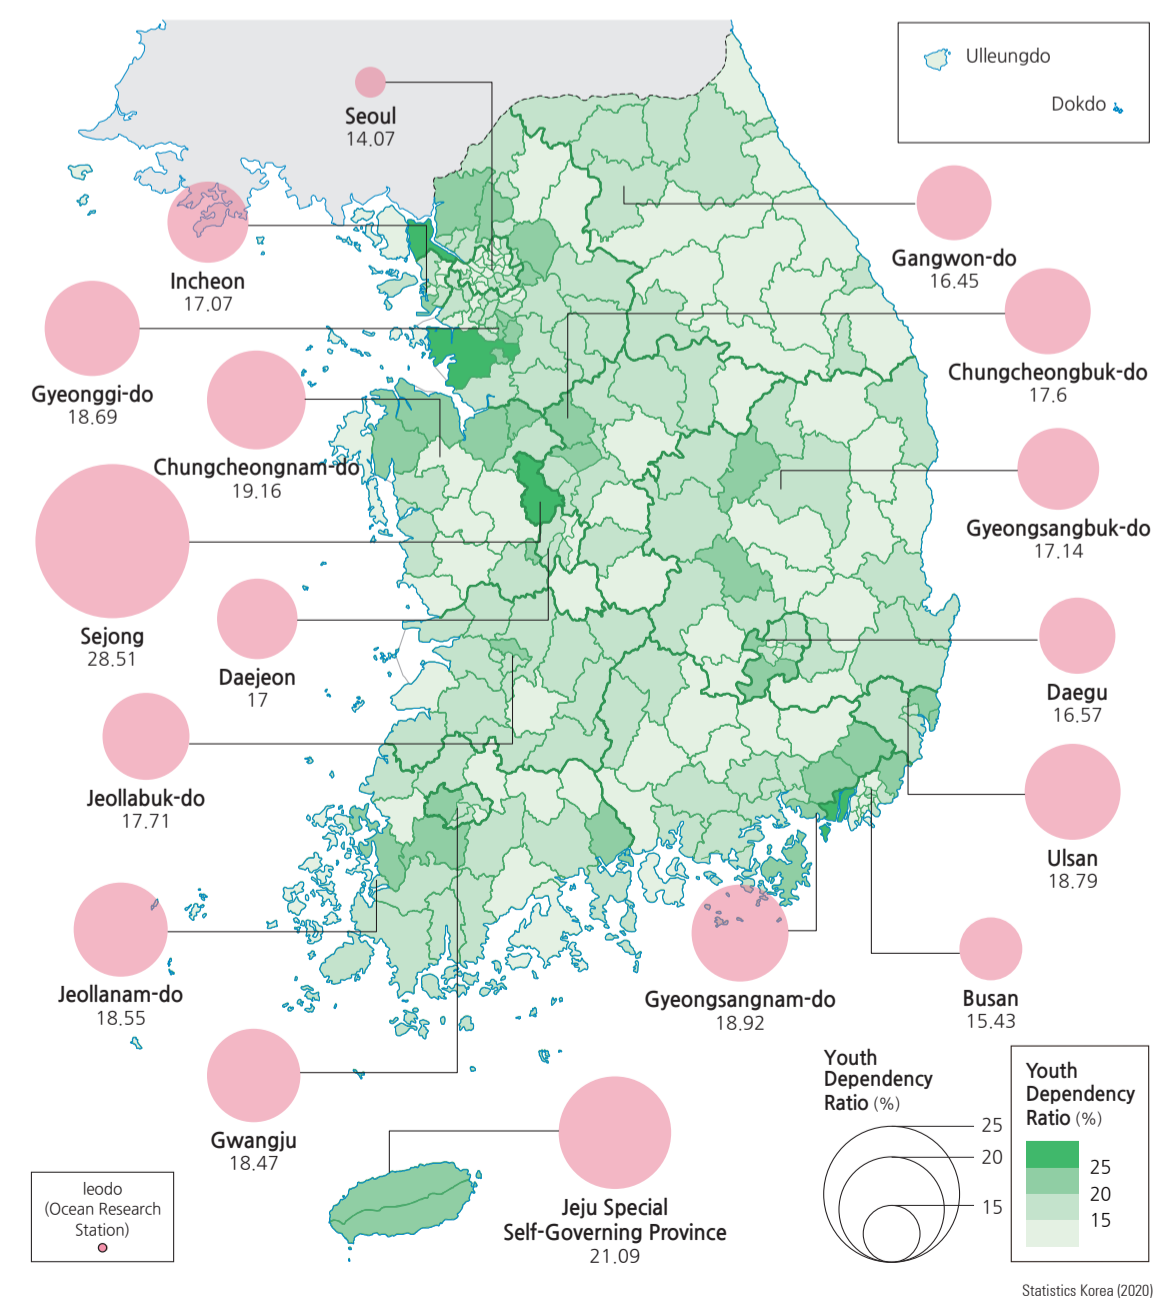 Ulleungdo
Dokdo
Seoul
14.07
Incheon
17.07
Gangwon-do
16.45
Gyeonggi-do
18.69
Chungcheongbuk-do
17.6
Chungcheongnam-do
19.16
Gyeongsangbuk-do
17.14
Sejong
28.51
Daejeon
17
Daegu
16.57
Jeollabuk-do
17.71
Ulsan
18.79
Jeollanam-do
18.55
Gyeongsangnam-do
18.92
Busan
15.43
Gwangju
18.47
Jeju Special
Self-Governing Province
21.09
Ieodo
(Ocean Research
Station)
Youth
Dependency
Ratio (%)
25
20
15
Youth
Dependency
Ratio (%)
25
20
15
Statistics Korea (2020)